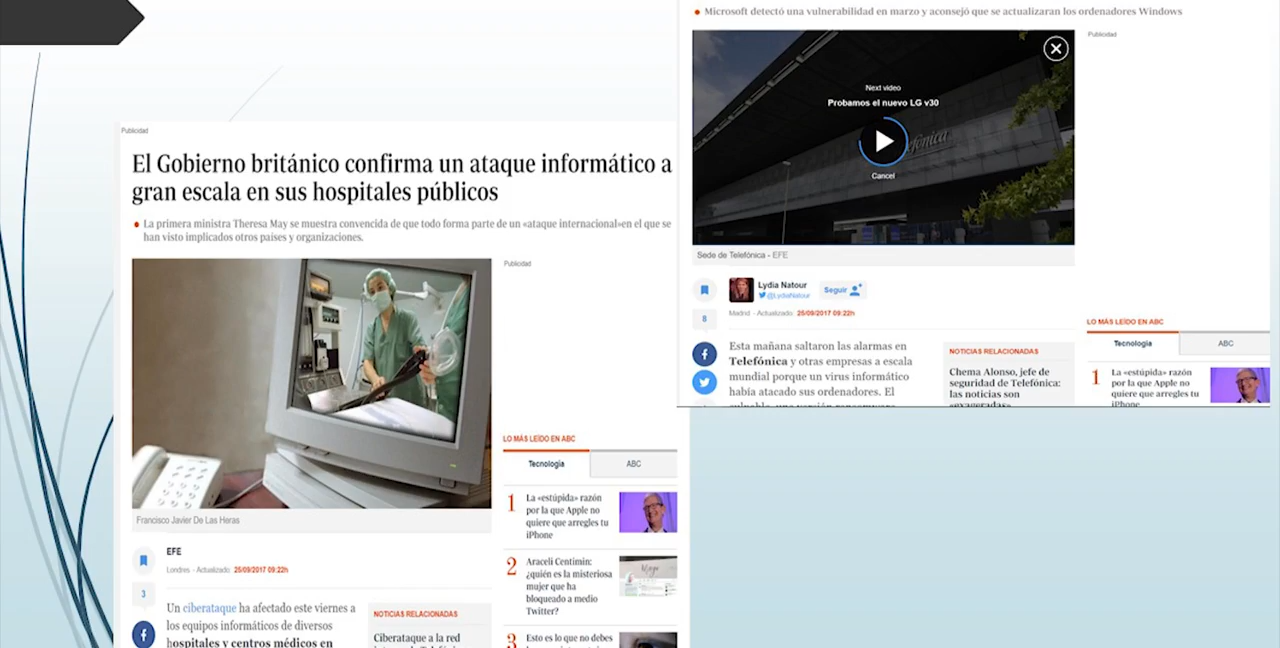 Publicidad
El Gobierno británico confirma un ataque informático a
gran escala en sus hospitales públicos
La primera ministra Theresa May se muestra convencida de que todo forma parte de un «ataque internacional»en el que se
han visto implicados otros países y organizaciones.
Publicidad
Francisco Javier De Las Heras
EFE
Londres - Actualizado 25/09/2017 09:22h
3
Un ciberataque ha afectado este viernes a
los equipos informáticos de diversos
hospitales y centros médicos en
NOTICIAS RELACIONADAS
Ciberataque a la red
LO MÁS LEÍDO EN ABC
Tecnología
ABC
1
La «estúpida» razón
por la que Apple no
quiere que arregles tu
iPhone
2
Araceli Centimin:
¿quién es la misteriosa
mujer que ha
bloqueado a medio
Twitter?
3
Esto es lo que no debes
Microsoft detectó una vulnerabilidad en marzo y aconsejó que se actualizaran los ordenadores Windows
Publicidad
Next video
Probamos el nuevo LG v30
Cancel
Sede de Telefónica - EFE
Lydia Natour
@LydiaNatour
Seguir
Madrid - Actualizado 25/09/2017 09:22h
8
Esta mañana saltaron las alarmas en
Telefónica y otras empresas a escala
mundial porque un virus informático
había atacado sus ordenadores. El
NOTICIAS RELACIONADAS
Chema Alonso, jefe de
seguridad de Telefónica:
las noticias son
«exageradas»
LO MÁS LEÍDO EN ABC
Tecnología
ABC
1
La «estúpida» razón
por la que Apple no
quiere que arregles tu
iPhone